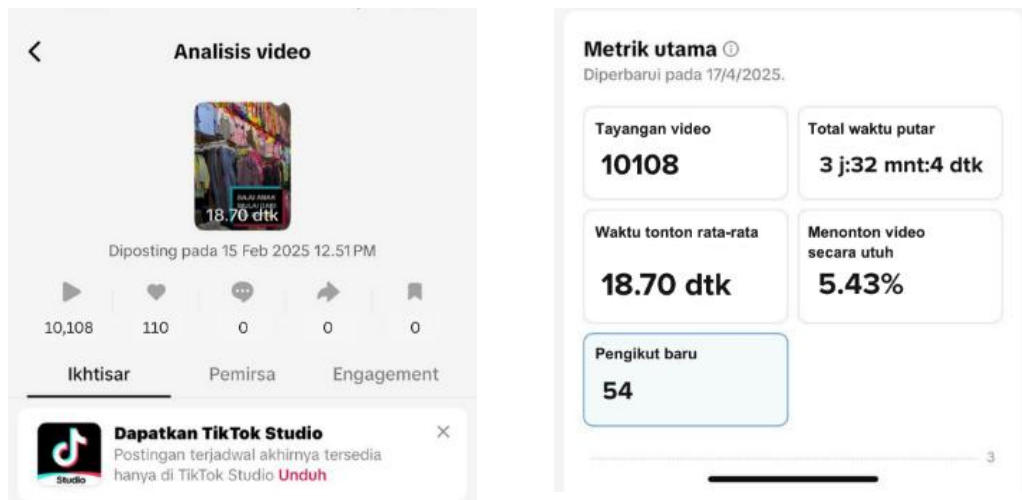 Analisis video
18.70 dtk
Diposting pada 15 Feb 2025 12.51 PM
10,108
110
0
0
0
Ikhtisar
Pemirsa
Engagement
Studio
Dapatkan TikTok Studio
Postingan terjadwal akhirnya tersedia
hanya di TikTok Studio Unduh
Metrik utama
Diperbarui pada 17/4/2025.
Tayangan video
10108
Total waktu putar
3 j:32 mnt:4 dtk
Waktu tonton rata-rata
18.70 dtk
Menonton video
secara utuh
5.43%
Pengikut baru
54
3